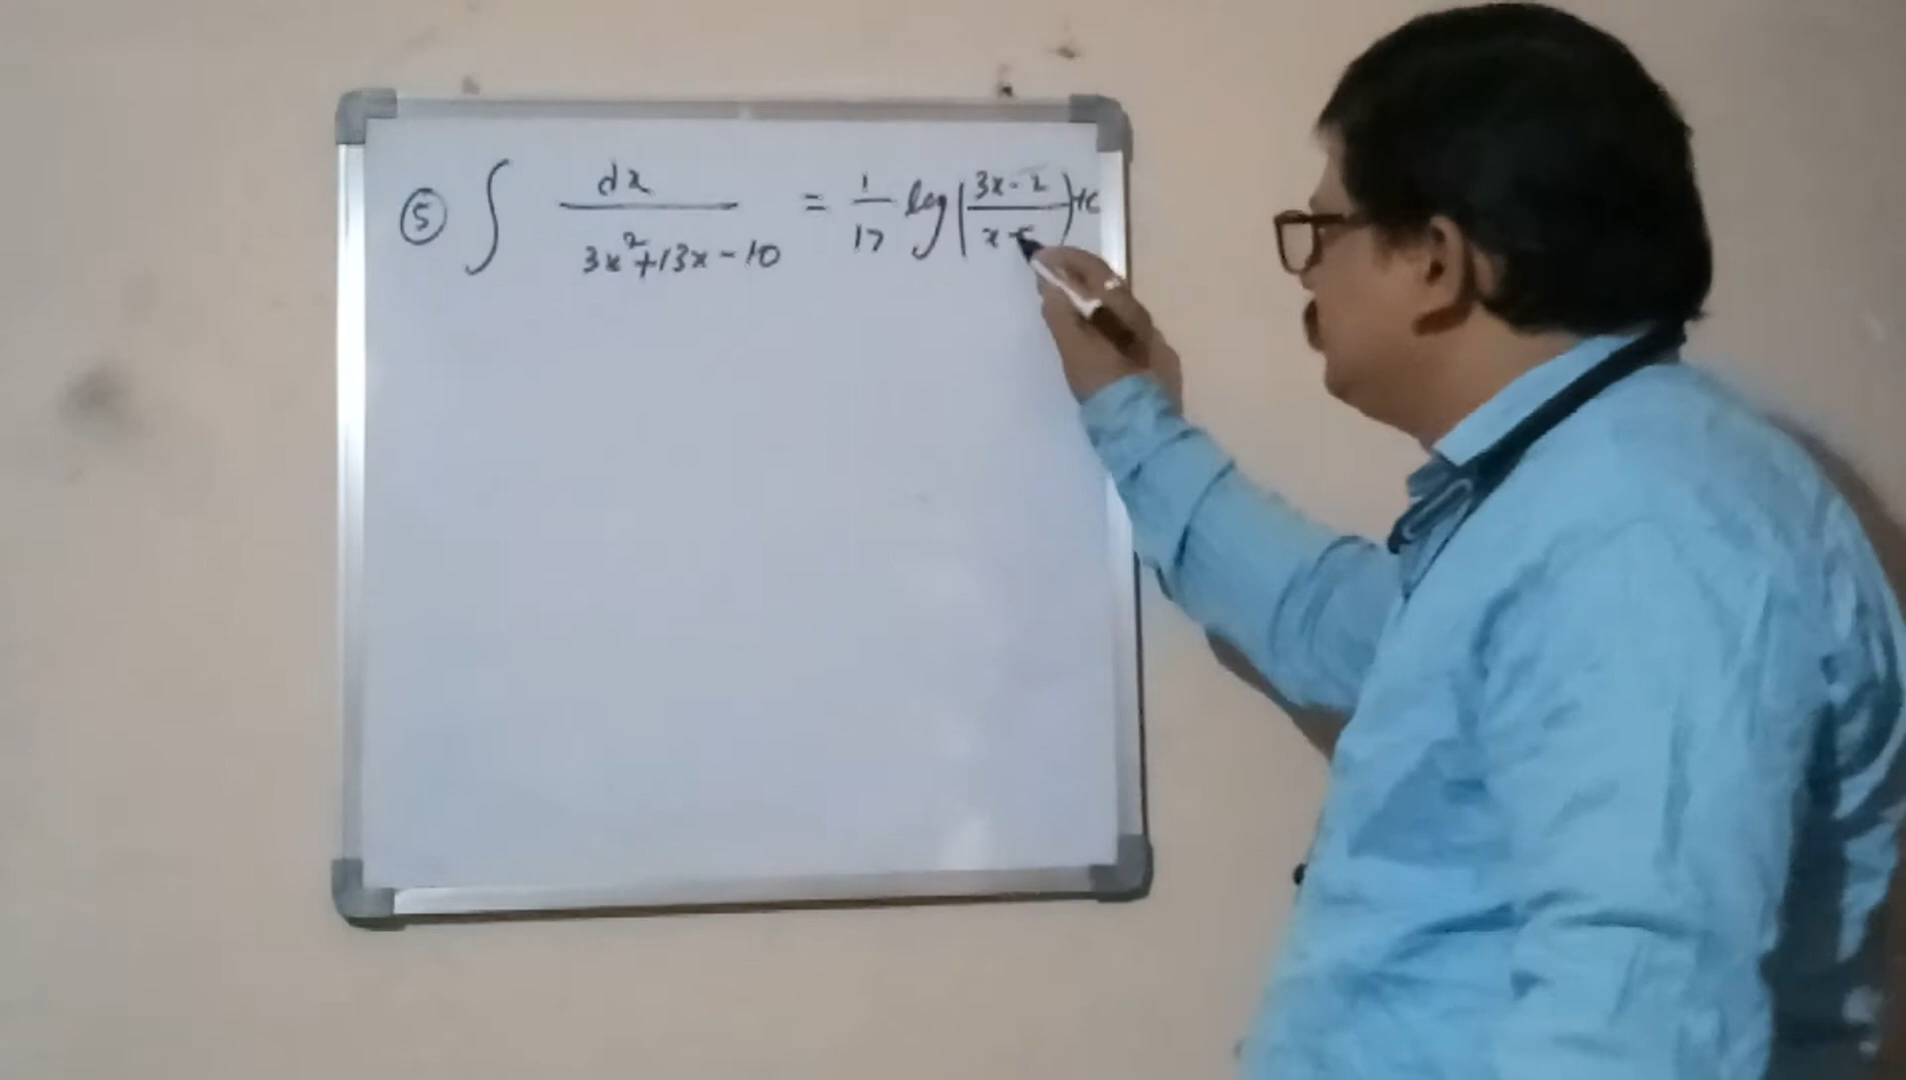 ⑤ ∫ dx / 3x²+13x-10 = 1/17 log(3x-2 / x+5)+c